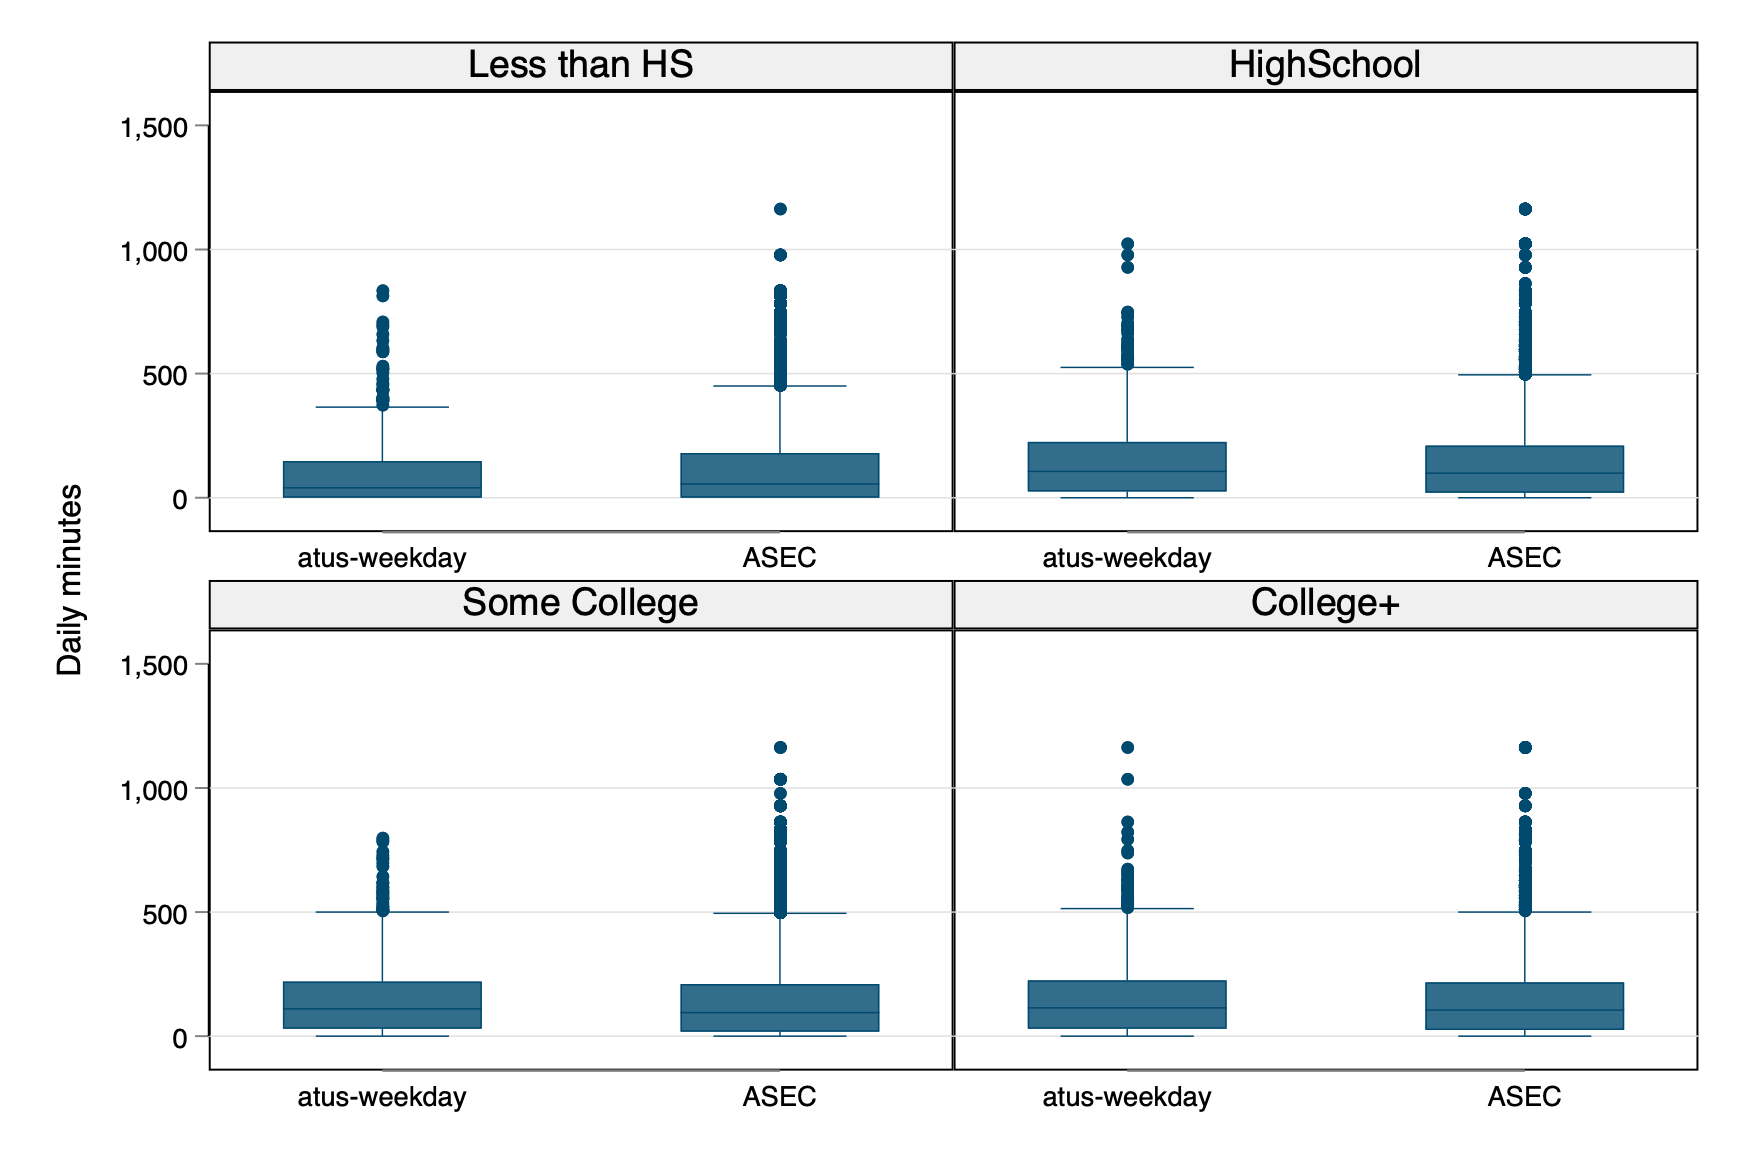 Less than HS
HighSchool
1,500
1,000
500
0
atus-weekday
ASEC
atus-weekday
ASEC
Daily minutes
Some College
College+
1,500
1,000
500
0
atus-weekday
ASEC
atus-weekday
ASEC